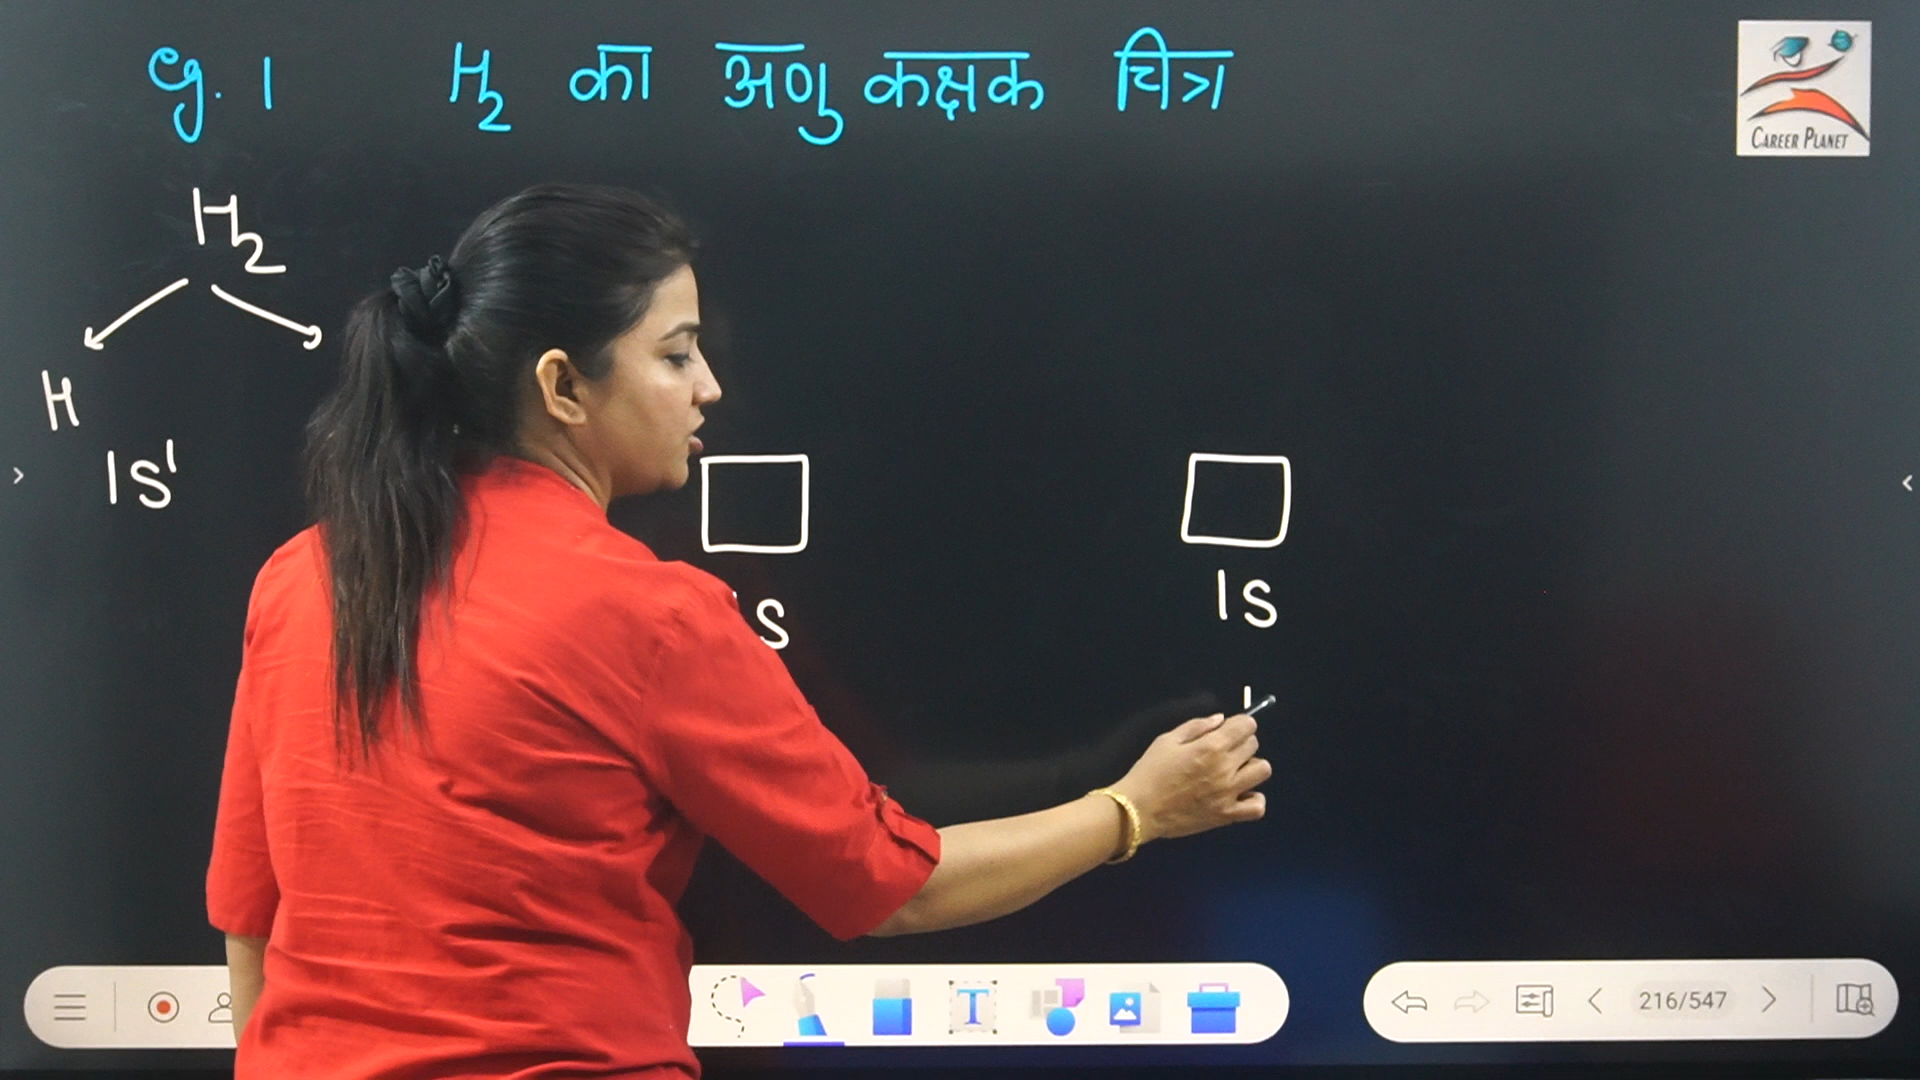 eg. 1 H2 का अणु कक्षक चित्र
CAREER PLANET
H2
H
1s¹
1s
S
216/547